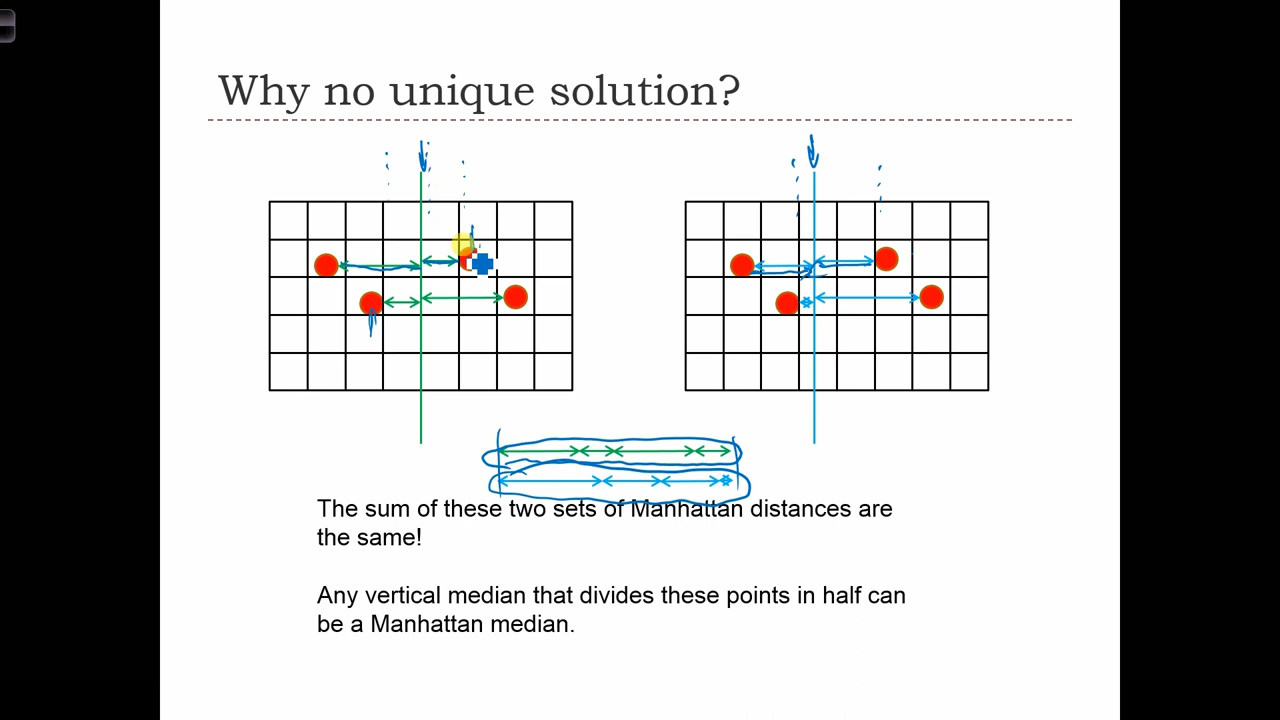 Why no unique solution?
The sum of these two sets of Manhattan distances are
the same!
Any vertical median that divides these points in half can
be a Manhattan median.